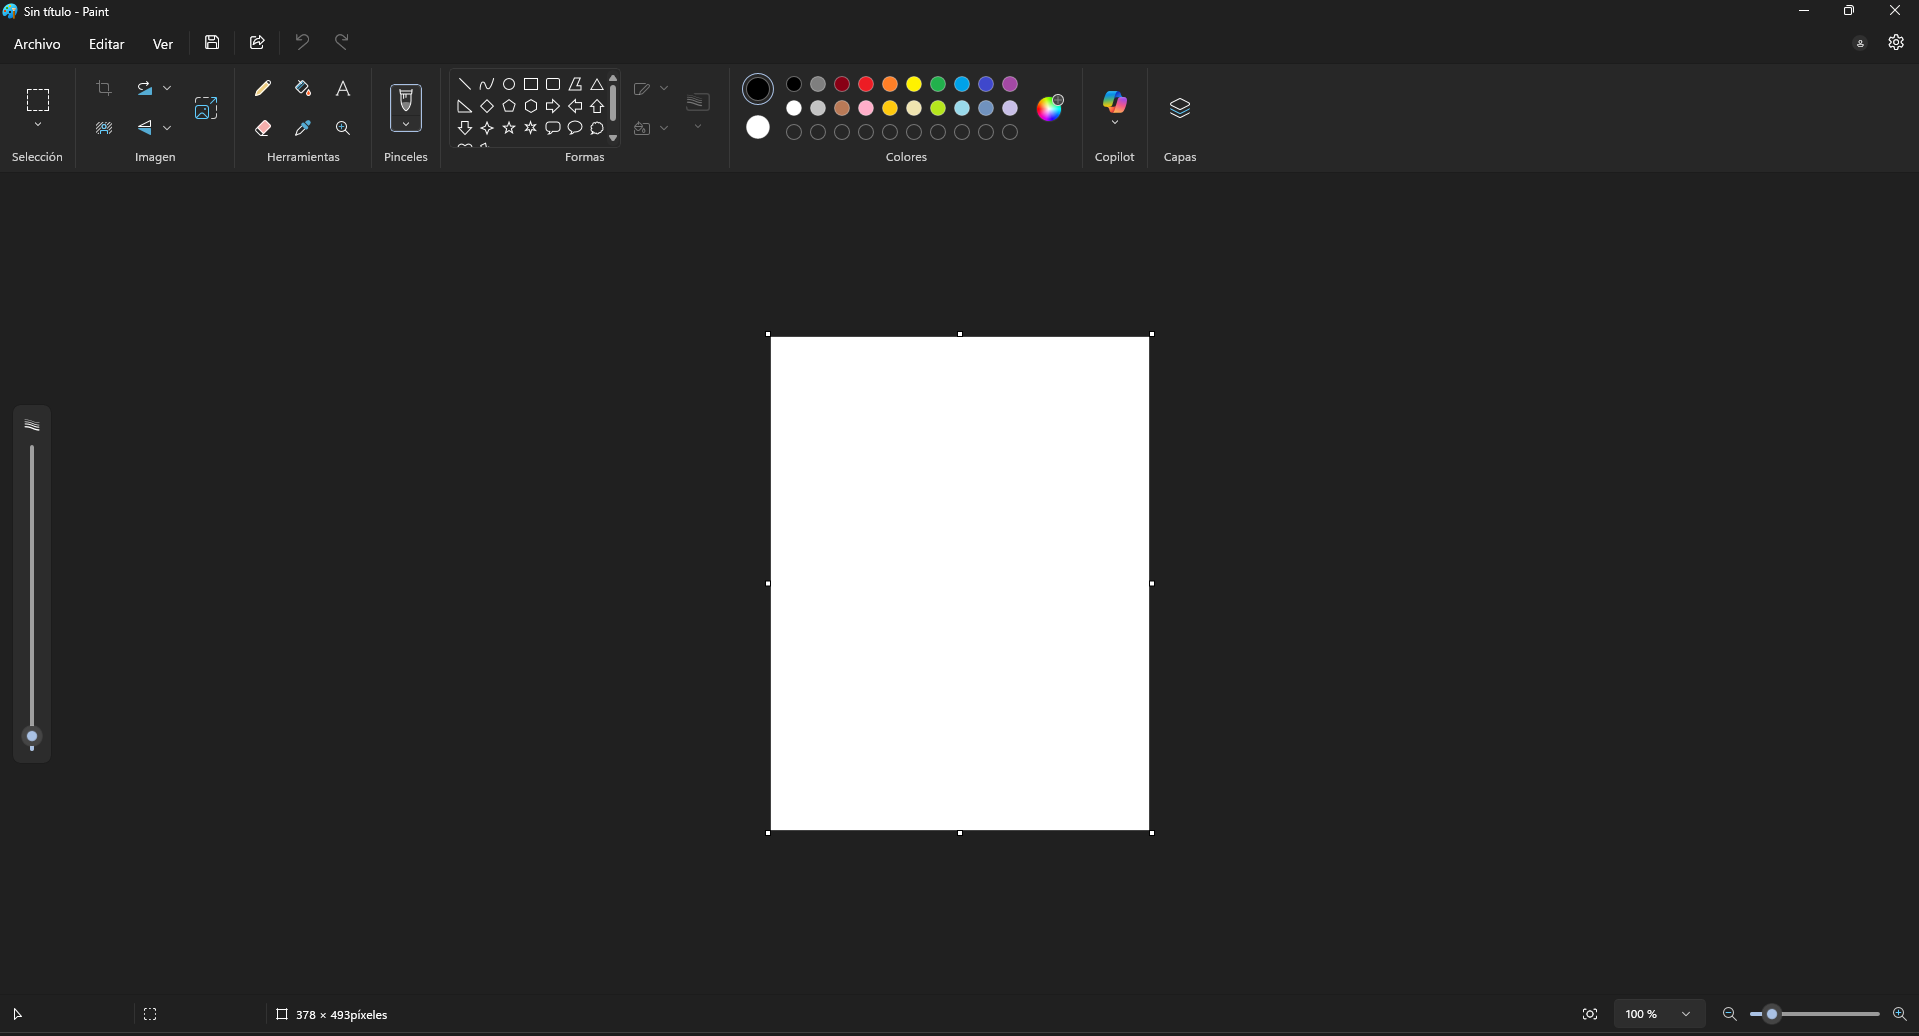 Sin título - Paint
Archivo Editar Ver
Selección Imagen Herramientas Pinceles Formas Colores Copilot Capas
378 × 493píxeles 100 %